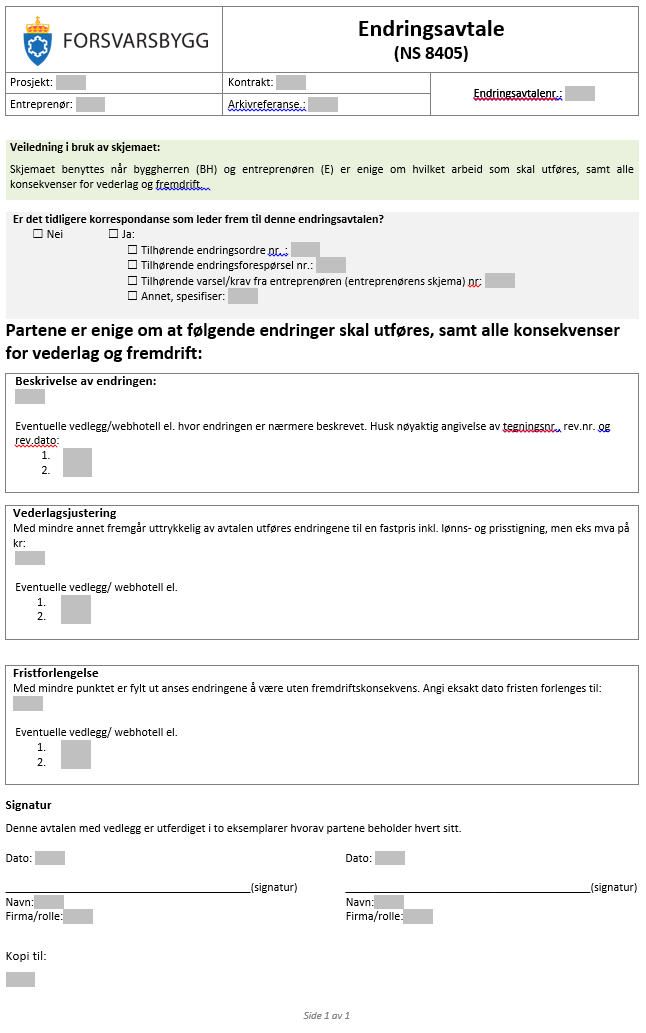 FORSVARSBYGG
Endringsavtale
(NS 8405)
Prosjekt:
Kontrakt:
Endringsavtalenr.:
Entreprenør:
Arkivreferanse.:
Veiledning i bruk av skjemaet:
Skjemaet benyttes når byggherren (BH) og entreprenøren (E) er enige om hvilket arbeid som skal utføres, samt alle
konsekvenser for vederlag og fremdrift..
Er det tidligere korrespondanse som leder frem til denne endringsavtalen?
☐ Nei ☐ Ja:
☐ Tilhørende endringsordre nr. :
☐ Tilhørende endringsforespørsel nr.:
☐ Tilhørende varsel/krav fra entreprenøren (entreprenørens skjema) nr:
☐ Annet, spesifiser:
Partene er enige om at følgende endringer skal utføres, samt alle konsekvenser
for vederlag og fremdrift:
Beskrivelse av endringen:
Eventuelle vedlegg/webhotell el. hvor endringen er nærmere beskrevet. Husk nøyaktig angivelse av tegningsnr., rev.nr. og
rev.dato:
1.
2.
Vederlagsjustering
Med mindre annet fremgår uttrykkelig av avtalen utføres endringene til en fastpris inkl. lønns- og prisstigning, men eks mva på
kr:
Eventuelle vedlegg/ webhotell el.
1.
2.
Fristforlengelse
Med mindre punktet er fylt ut anses endringene å være uten fremdriftskonsekvens. Angi eksakt dato fristen forlenges til:
Eventuelle vedlegg/ webhotell el.
1.
2.
Signatur
Denne avtalen med vedlegg er utferdiget i to eksemplarer hvorav partene beholder hvert sitt.
Dato: Dato:
(signatur) (signatur)
Navn: Navn:
Firma/rolle: Firma/rolle:
Kopi til:
Side 1 av 1